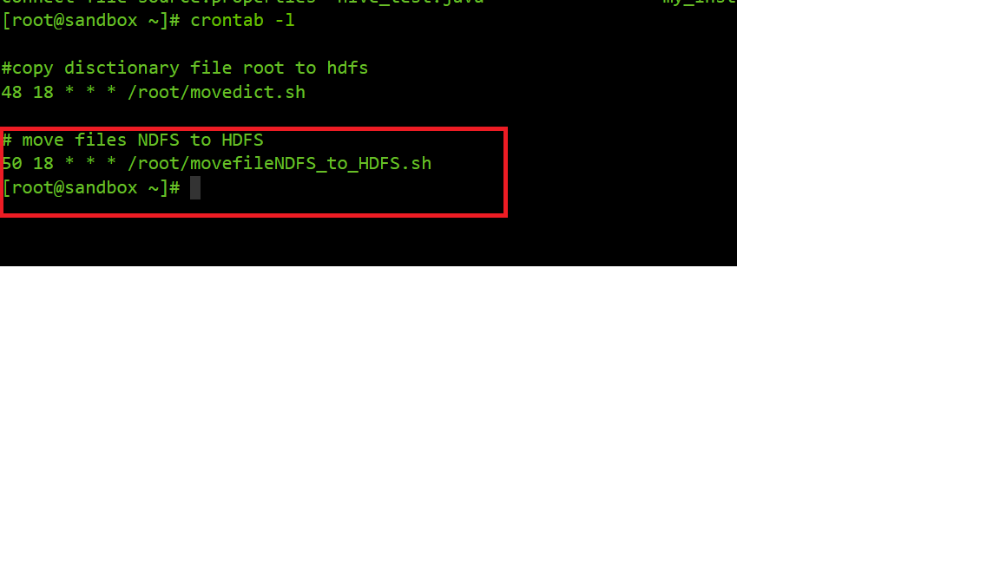 [root@sandbox ~]# crontab -l
#copy disctionary file root to hdfs
48 18 * * * /root/movedict.sh
# move files NDFS to HDFS
50 18 * * * /root/movefileNDFS_to_HDFS.sh
[root@sandbox ~]#